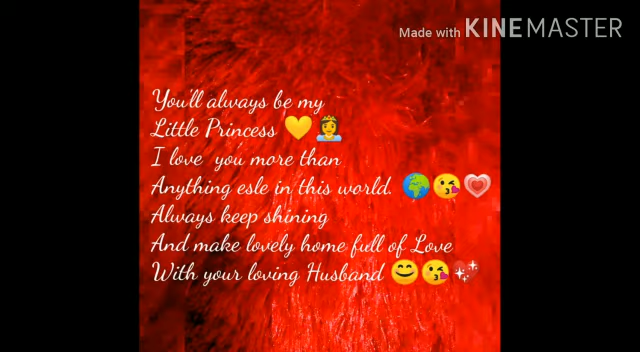 Made with KINEMASTER
You'll always be my
Little Princess 💛👸
I love you more than
Anything esle in this world. 🌍😘💗
Always keep shining
And make lovely home full of Love
With your loving Husband 😊😘💖